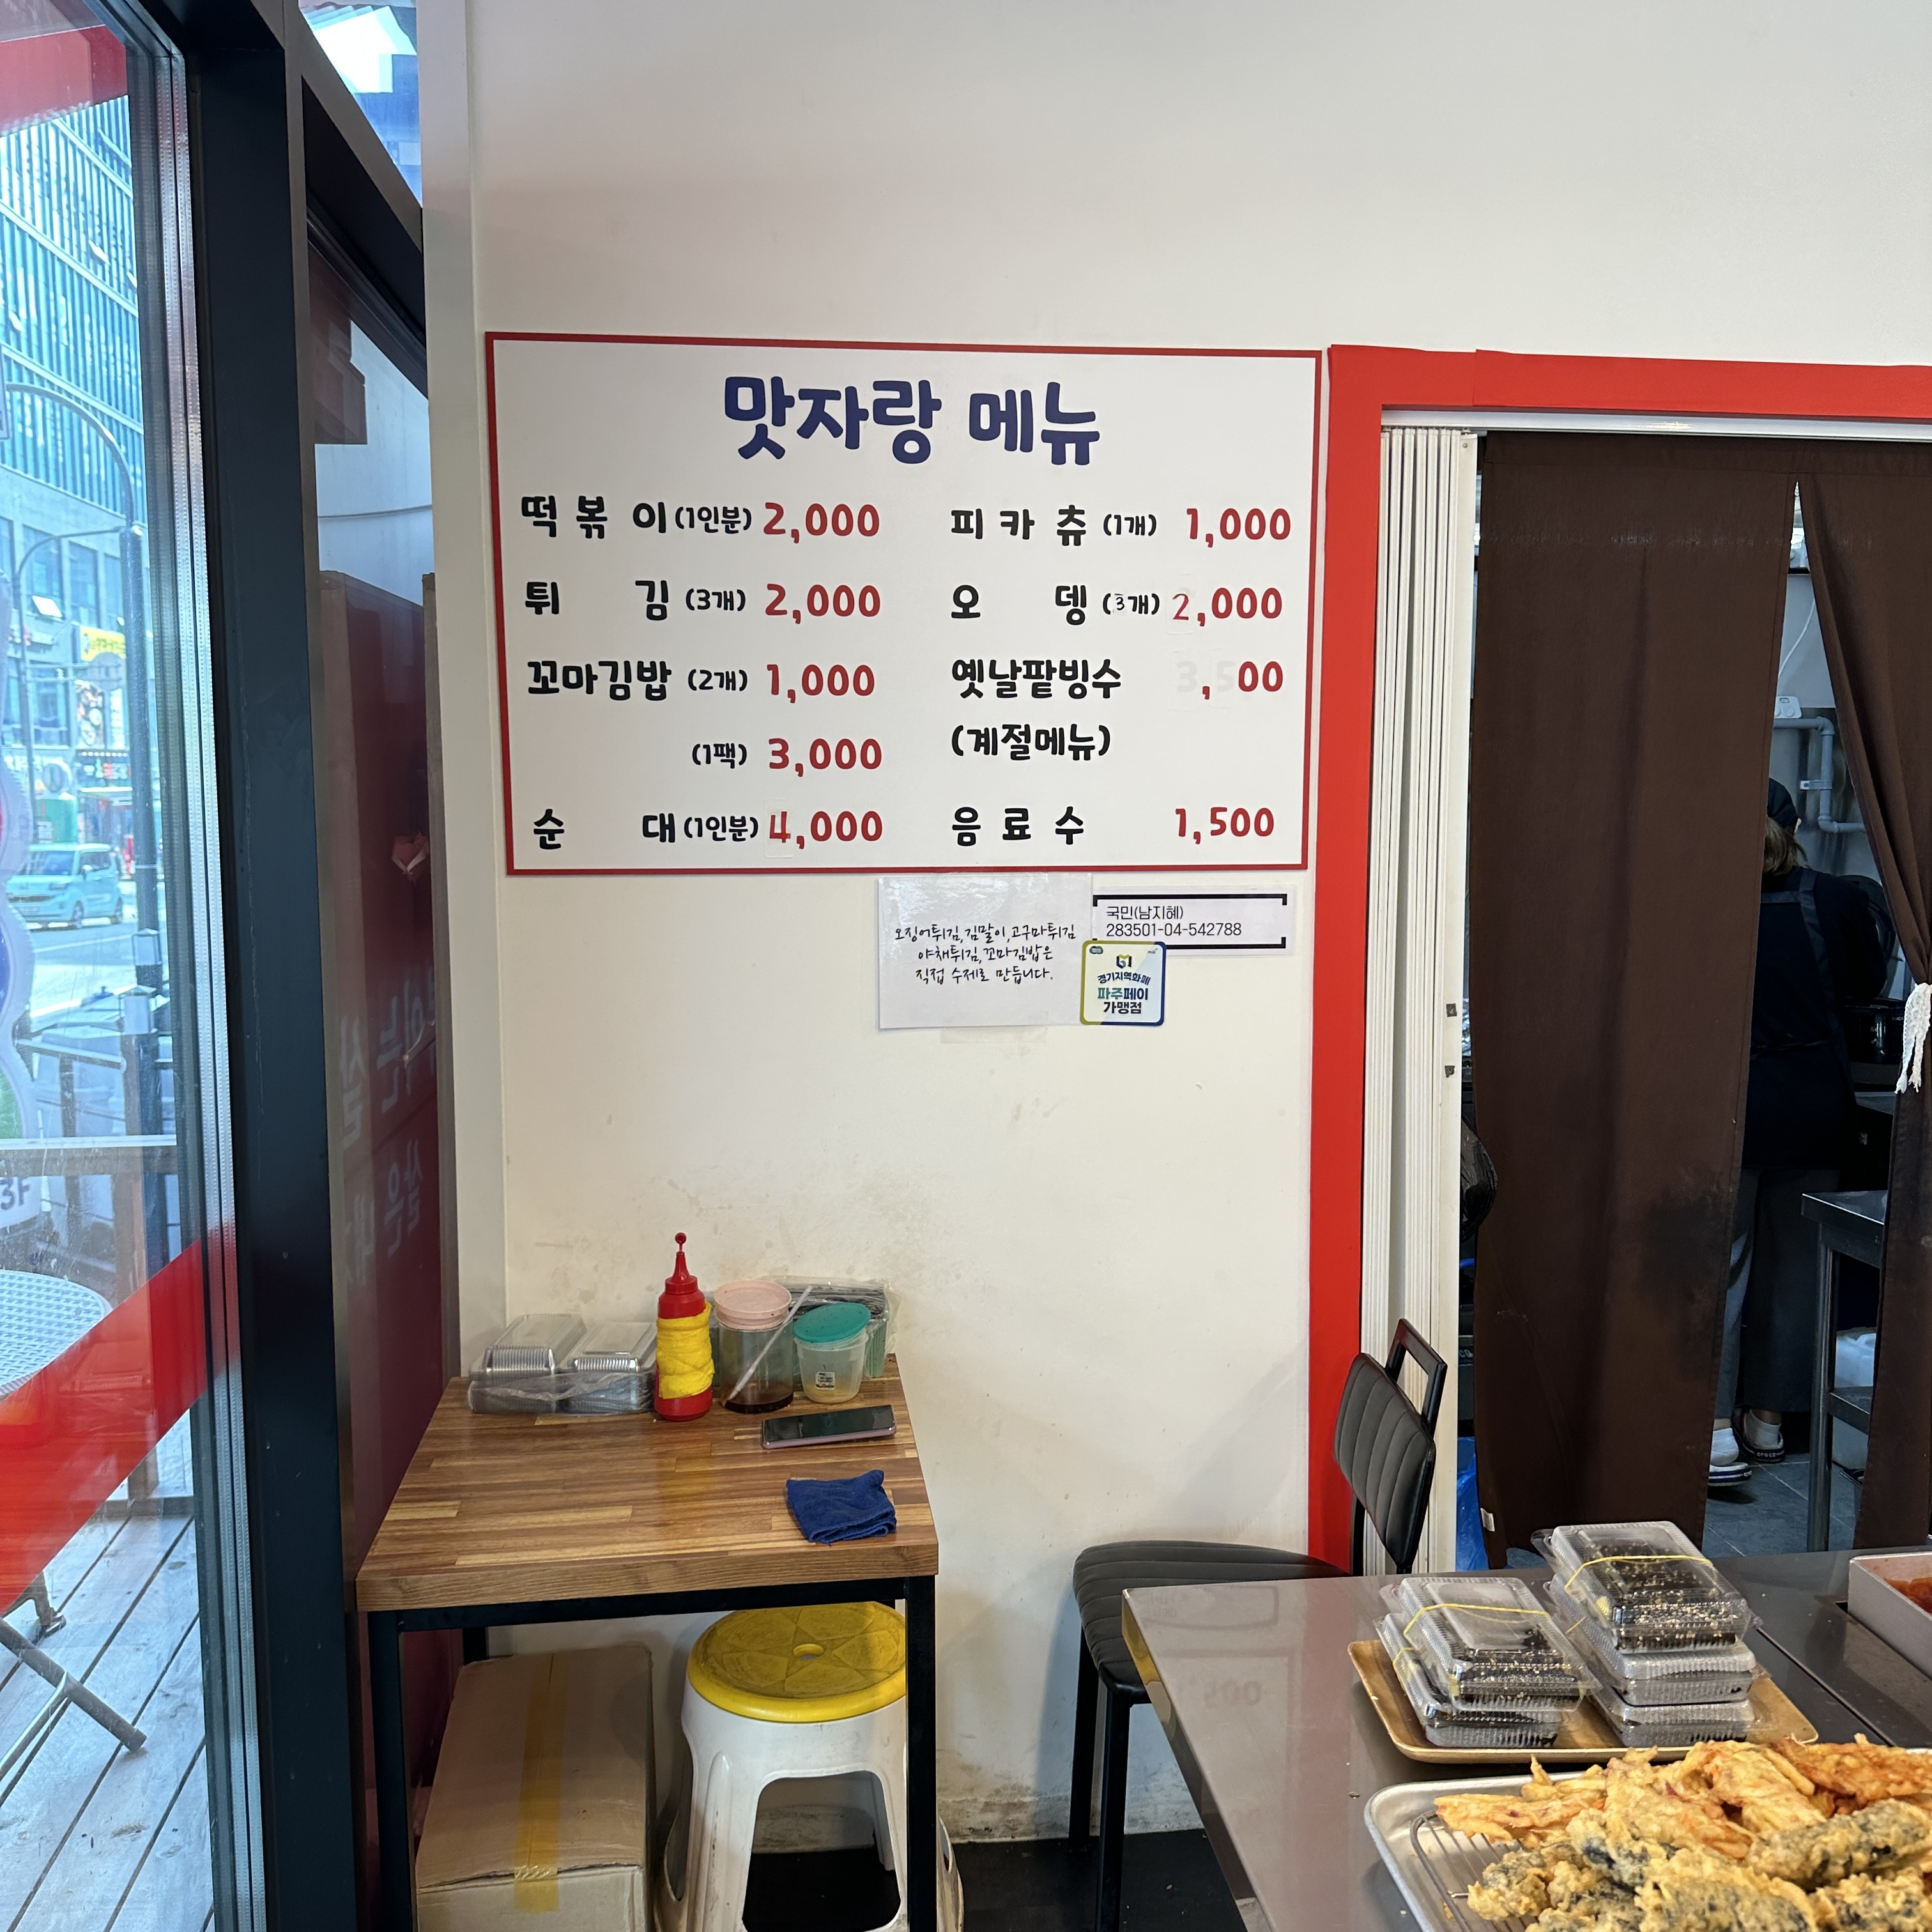 맛자랑 메뉴
떡볶이 (1인분) 2,000
튀김 (3개) 2,000
꼬마김밥 (2개) 1,000
(1팩) 3,000
순대 (1인분) 4,000
피카츄 (1개) 1,000
오뎅 (3개) 2,000
옛날팥빙수 3,500
(계절메뉴)
음료수 1,500
오징어튀김, 김말이, 고구마튀김
야채튀김, 꼬마김밥은
직접 수제로 만듭니다.
국민(남지혜)
283501-04-542788
경기지역화폐
파주페이
가맹점